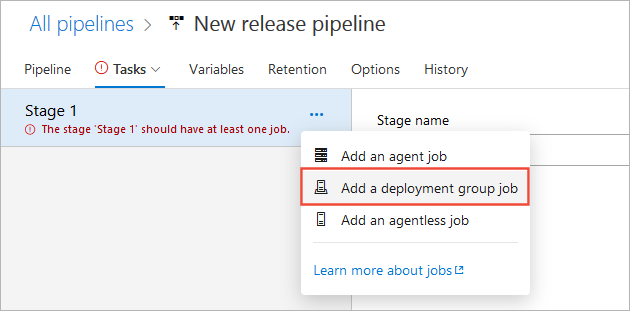 All pipelines > New release pipeline
Pipeline Tasks Variables Retention Options History
Stage 1 ...
The stage 'Stage 1' should have at least one job.
Stage name
Add an agent job
Add a deployment group job
Add an agentless job
Learn more about jobs